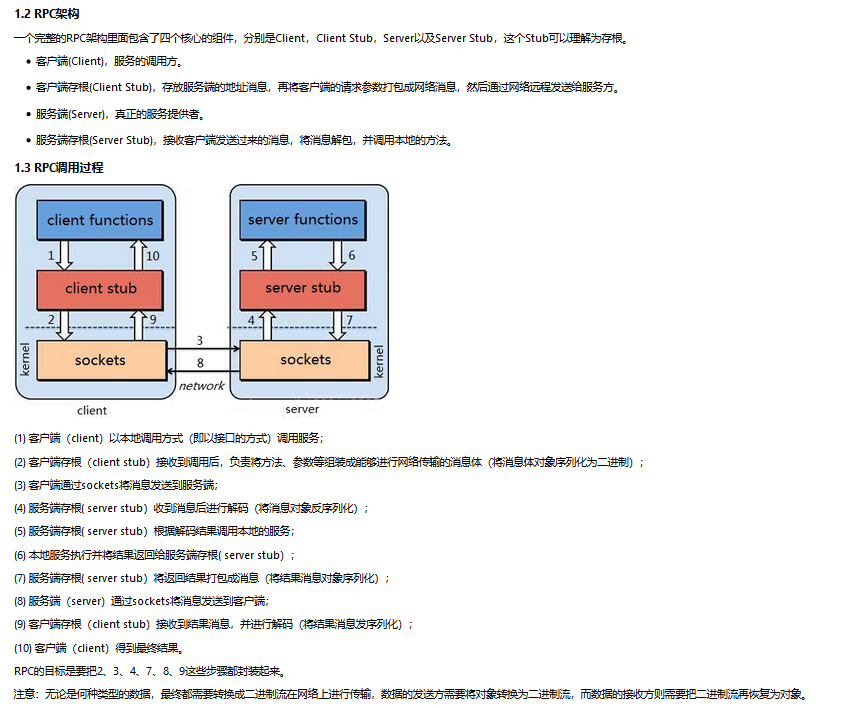 1.2 RPC架构
一个完整的RPC架构里面包含了四个核心的组件，分别是Client，Client Stub，Server以及Server Stub，这个Stub可以理解为存根。
• 客户端(Client)，服务的调用方。
• 客户端存根(Client Stub)，存放服务端的地址消息，再将客户端的请求参数打包成网络消息，然后通过网络远程发送给服务方。
• 服务端(Server)，真正的服务提供者。
• 服务端存根(Server Stub)，接收客户端发送过来的消息，将消息解包，并调用本地的方法。
1.3 RPC调用过程
client functions
server functions
1
10
5
6
client stub
server stub
2
9
4
7
3
kernel
sockets
8
sockets
kernel
network
client
server
(1) 客户端（client）以本地调用方式（即以接口的方式）调用服务；
(2) 客户端存根（client stub）接收到调用后，负责将方法、参数等组装成能够进行网络传输的消息体（将消息体对象序列化为二进制）；
(3) 客户端通过sockets将消息发送到服务端；
(4) 服务端存根( server stub）收到消息后进行解码（将消息对象反序列化）；
(5) 服务端存根( server stub）根据解码结果调用本地的服务；
(6) 本地服务执行并将结果返回给服务端存根( server stub）；
(7) 服务端存根( server stub）将返回结果打包成消息（将结果消息对象序列化）；
(8) 服务端（server）通过sockets将消息发送到客户端；
(9) 客户端存根（client stub）接收到结果消息，并进行解码（将结果消息发序列化）；
(10) 客户端（client）得到最终结果。
RPC的目标是要把2、3、4、7、8、9这些步骤都封装起来。
注意：无论是何种类型的数据，最终都需要转换成二进制流在网络上进行传输，数据的发送方需要将对象转换为二进制流，而数据的接收方则需要把二进制流再恢复为对象。